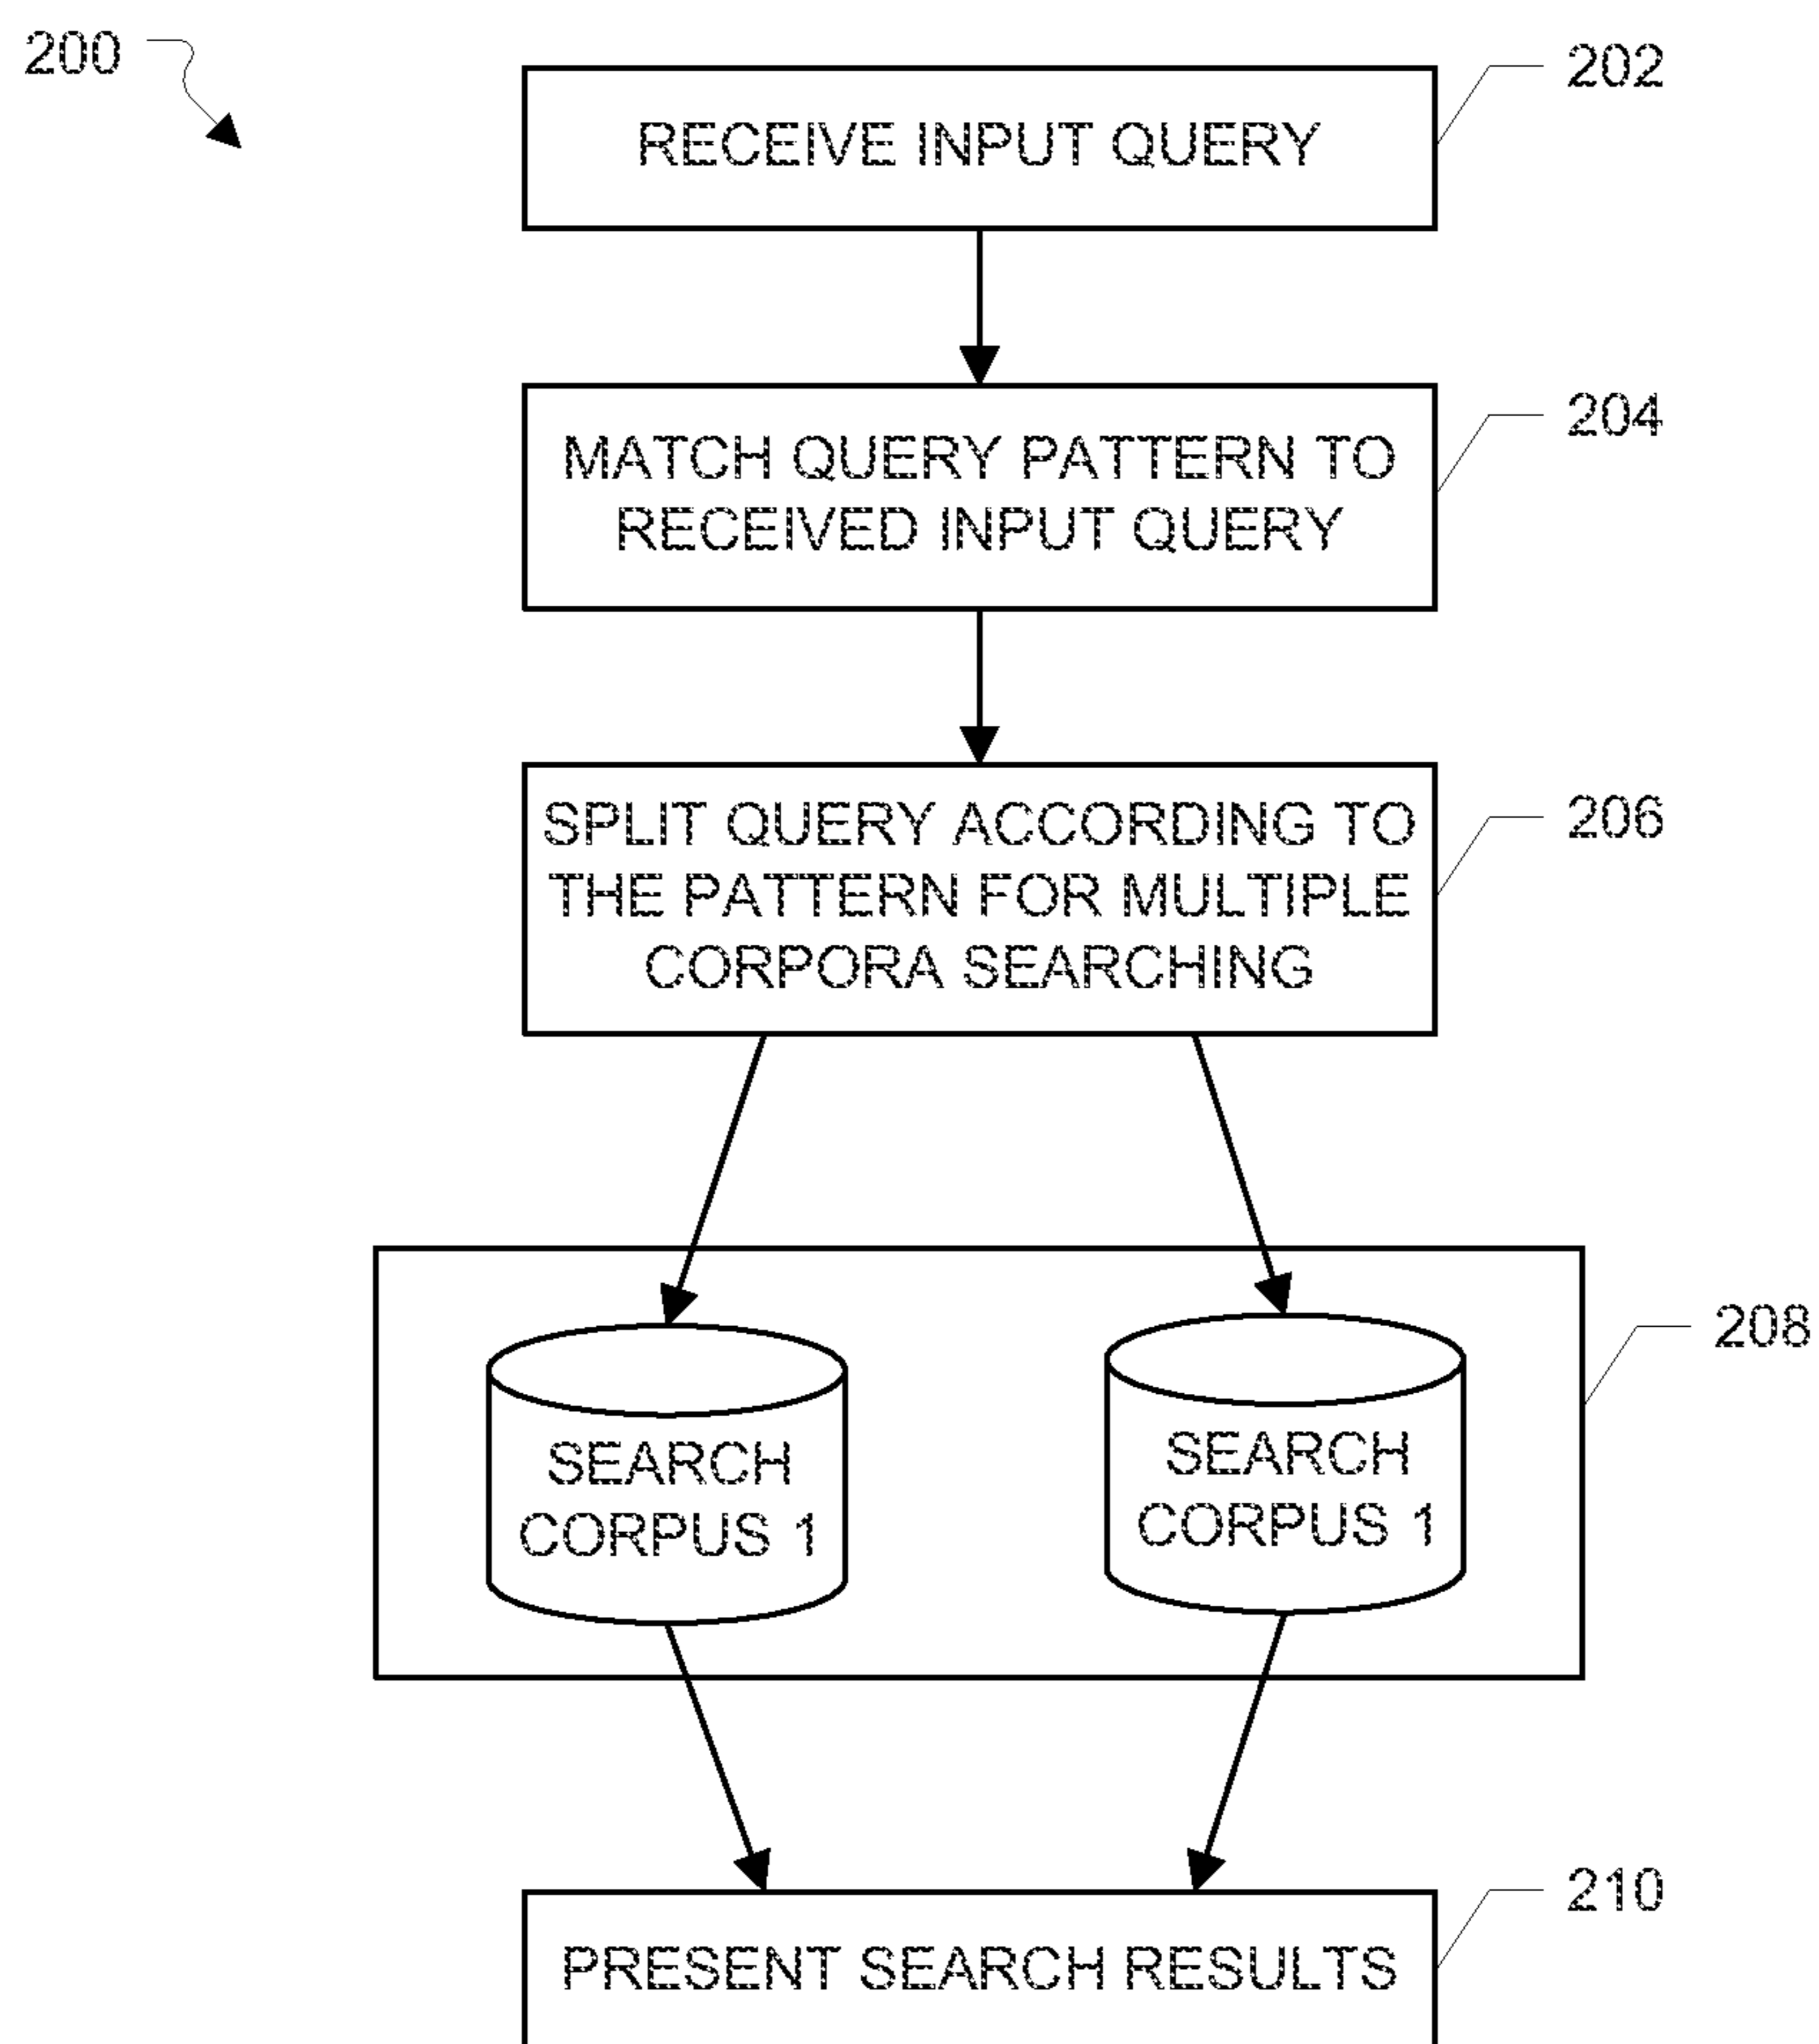 200
202
RECEIVE INPUT QUERY
204
MATCH QUERY PATTERN TO
RECEIVED INPUT QUERY
206
SPLIT QUERY ACCORDING TO
THE PATTERN FOR MULTIPLE
CORPORA SEARCHING
208
SEARCH
CORPUS 1
SEARCH
CORPUS 1
210
PRESENT SEARCH RESULTS